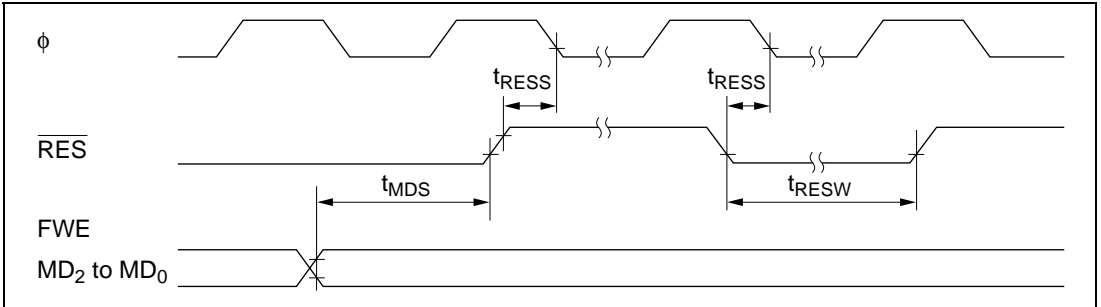 ϕ
tRESS tRESS
RES
tMDS tRESW
FWE
MD2 to MD0